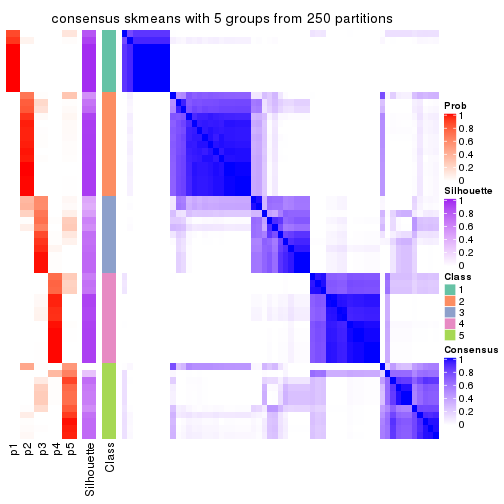 consensus skmeans with 5 groups from 250 partitions
Prob
1
0.8
0.6
0.4
0.2
0
Silhouette
1
0.8
0.6
0.4
0.2
0
Class
1
2
3
4
5
Consensus
1
0.8
0.6
0.4
0.2
0
p1
p2
p3
p4
p5
Silhouette
Class